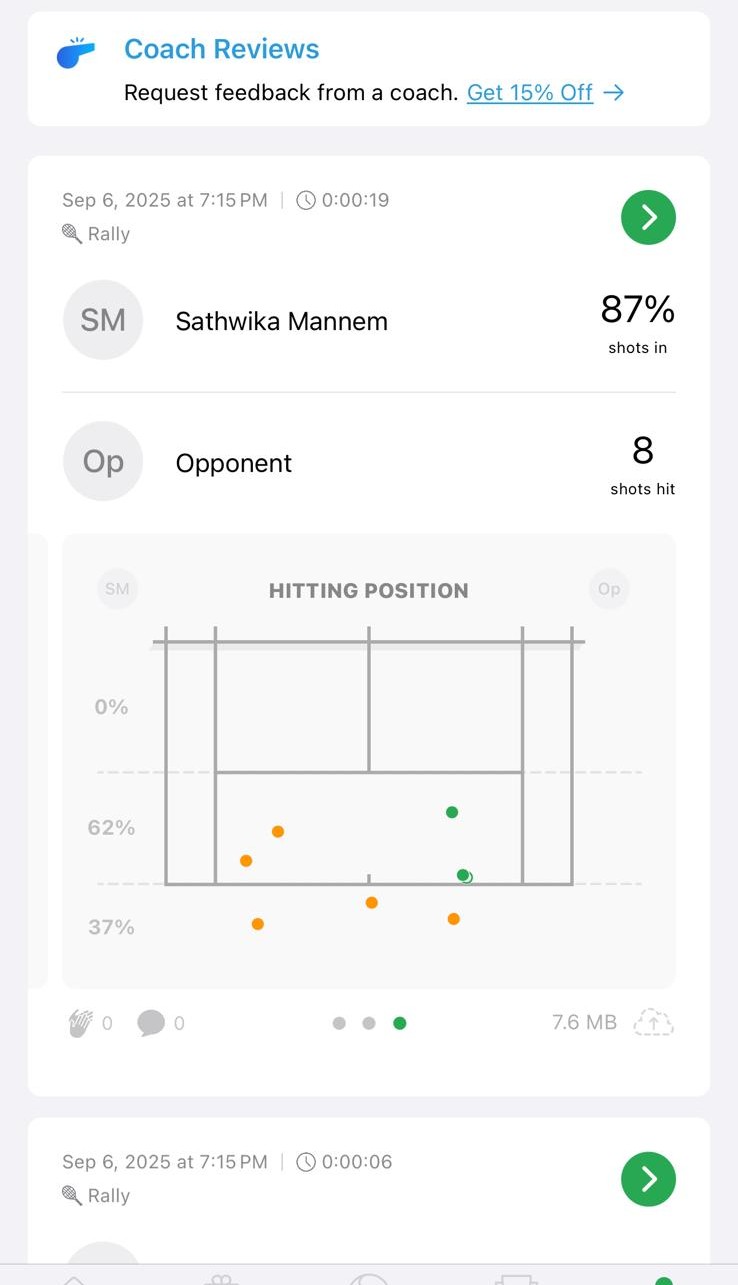 Coach Reviews
Request feedback from a coach. Get 15% Off →
Sep 6, 2025 at 7:15 PM | 0:00:19
Rally
SM Sathwika Mannem 87%
shots in
Op Opponent 8
shots hit
SM HITTING POSITION Op
0%
62%
37%
0 0 7.6 MB
Sep 6, 2025 at 7:15 PM | 0:00:06
Rally